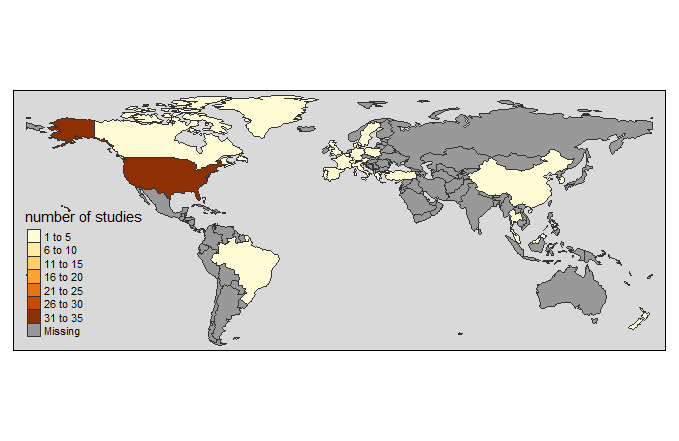 number of studies
1 to 5
6 to 10
11 to 15
16 to 20
21 to 25
26 to 30
31 to 35
Missing